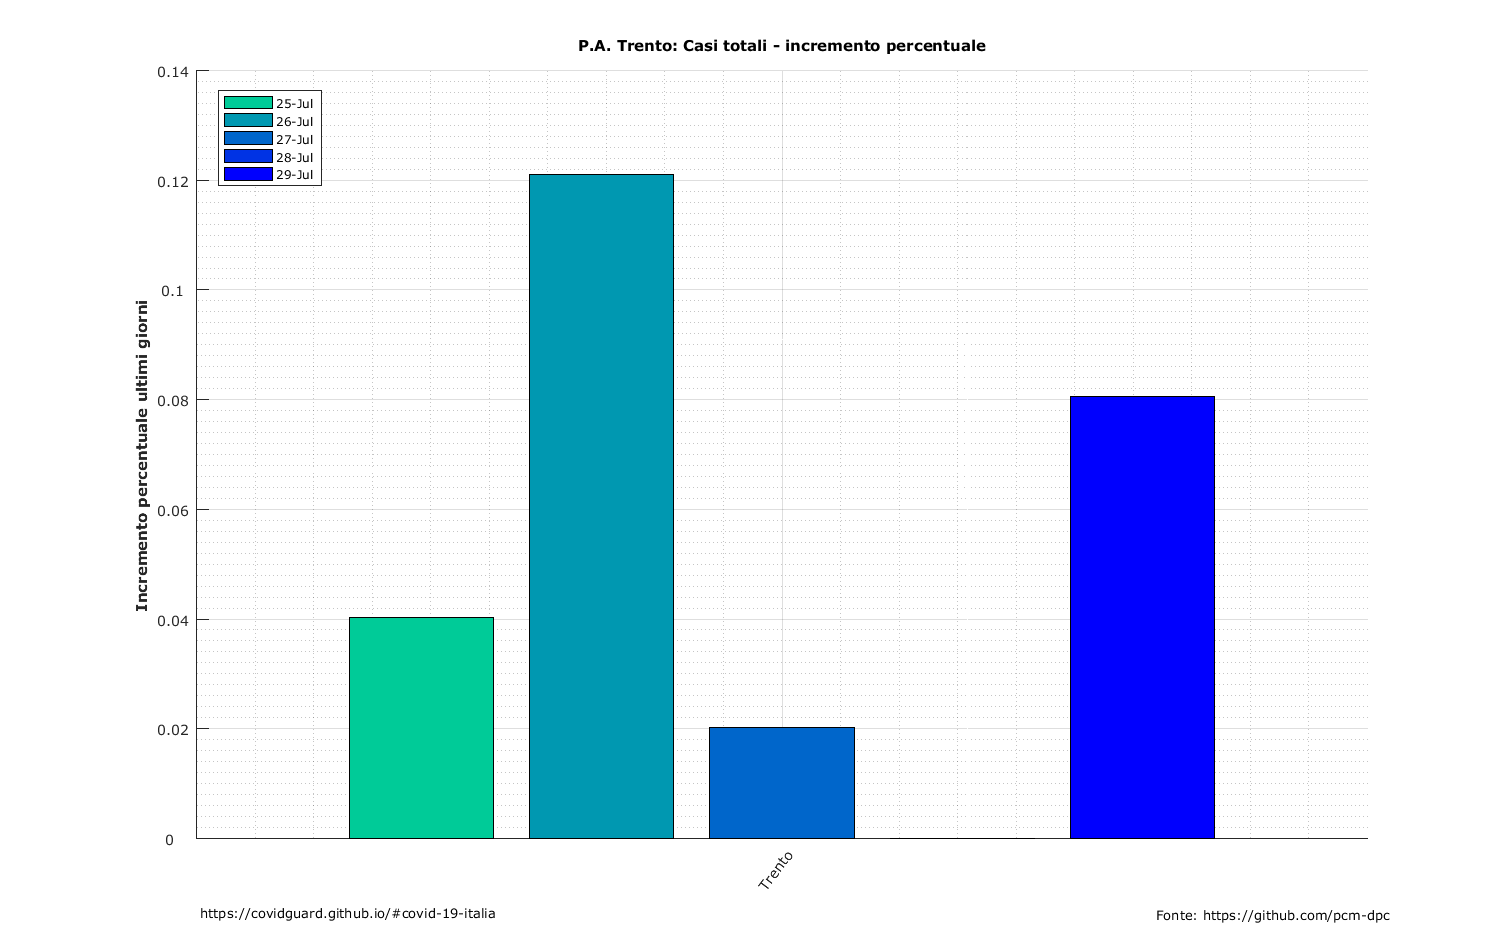 P.A. Trento: Casi totali - incremento percentuale
0.14
25-Jul
26-Jul
27-Jul
28-Jul
29-Jul
0.12
0.1
0.08
0.06
0.04
0.02
0
Incremento percentuale ultimi giorni
Trento
https://covidguard.github.io/#covid-19-italia
Fonte: https://github.com/pcm-dpc